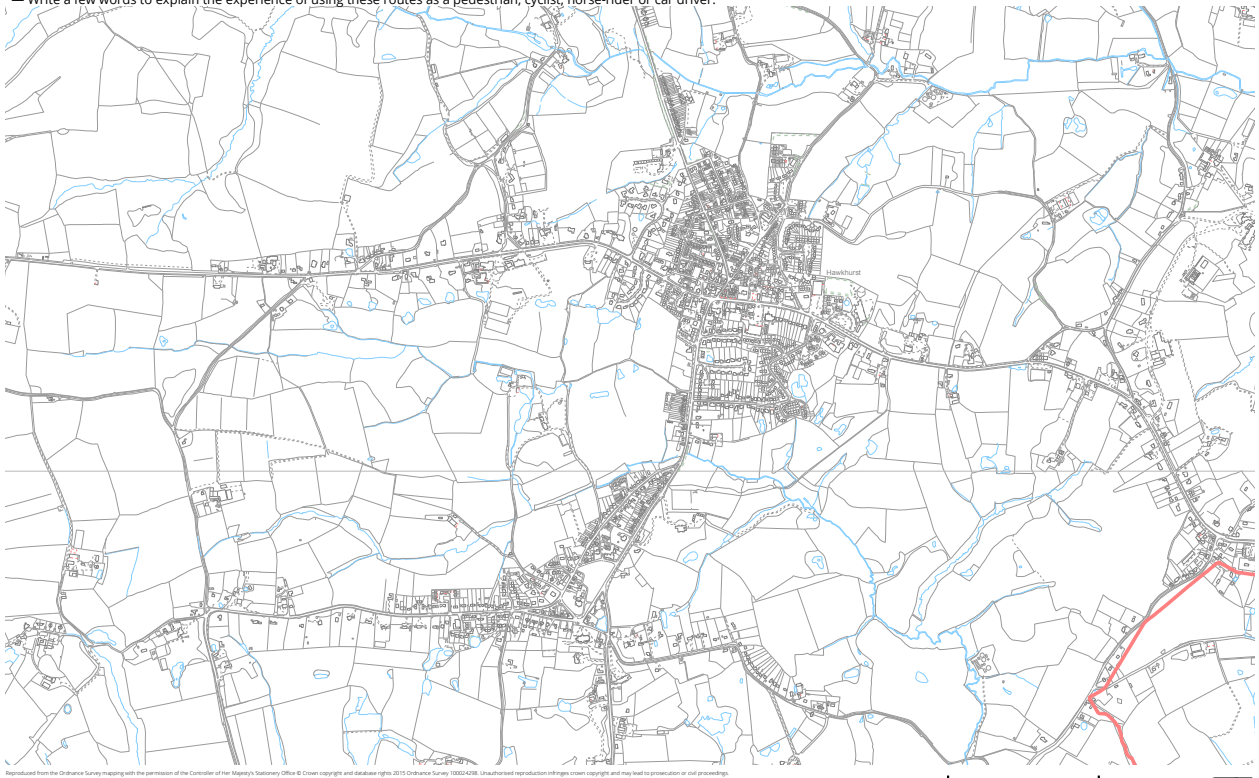 — Write a few words to explain the experience of using these routes as a pedestrian, cyclist, horse-rider or car driver.
Hawkhurst
Reproduced from the Ordnance Survey mapping with the permission of the Controller of Her Majesty's Stationery Office © Crown copyright and database rights 2015 Ordnance Survey 100024298. Unauthorised reproduction infringes crown copyright and may lead to prosecution or civil proceedings.